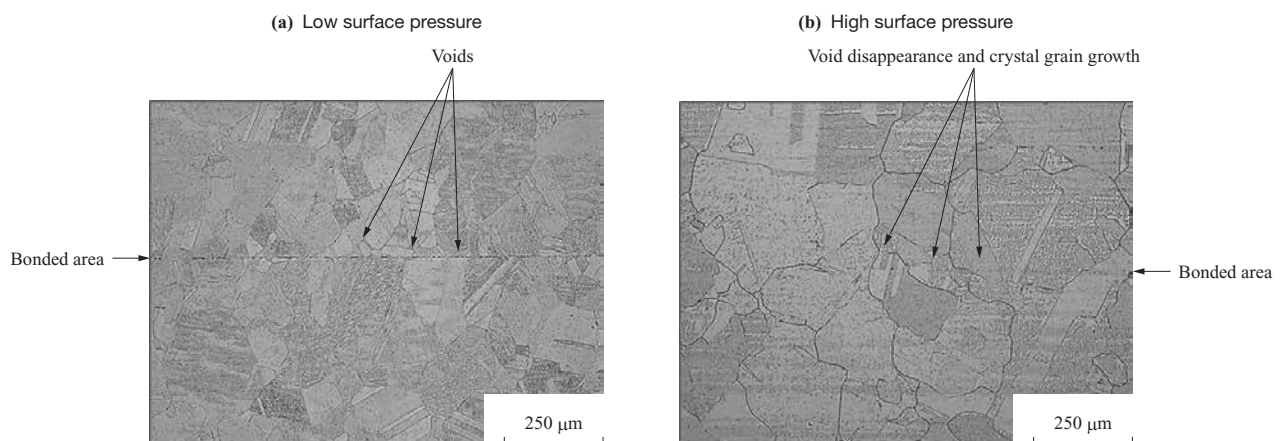 (a) Low surface pressure
(b) High surface pressure
Voids
Void disappearance and crystal grain growth
Bonded area
Bonded area
250 μm
250 μm